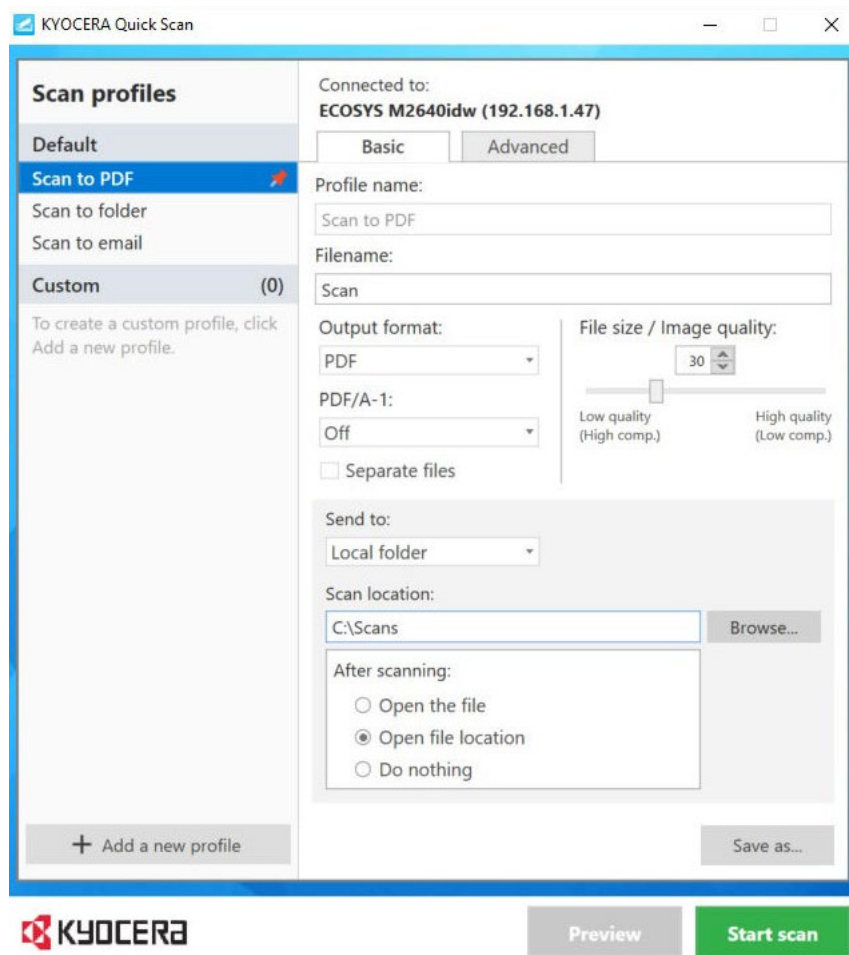 KYOCERA Quick Scan
Scan profiles
Default
Scan to PDF
Scan to folder
Scan to email
Custom (0)
To create a custom profile, click
Add a new profile.
+ Add a new profile
Connected to:
ECOSYS M2640idw (192.168.1.47)
Basic Advanced
Profile name:
Scan to PDF
Filename:
Scan
Output format:
PDF
PDF/A-1:
Off
Separate files
File size / Image quality:
30
Low quality High quality
(High comp.) (Low comp.)
Send to:
Local folder
Scan location:
C:\Scans Browse...
After scanning:
Open the file
Open file location
Do nothing
Save as...
KYOCERA Preview Start scan